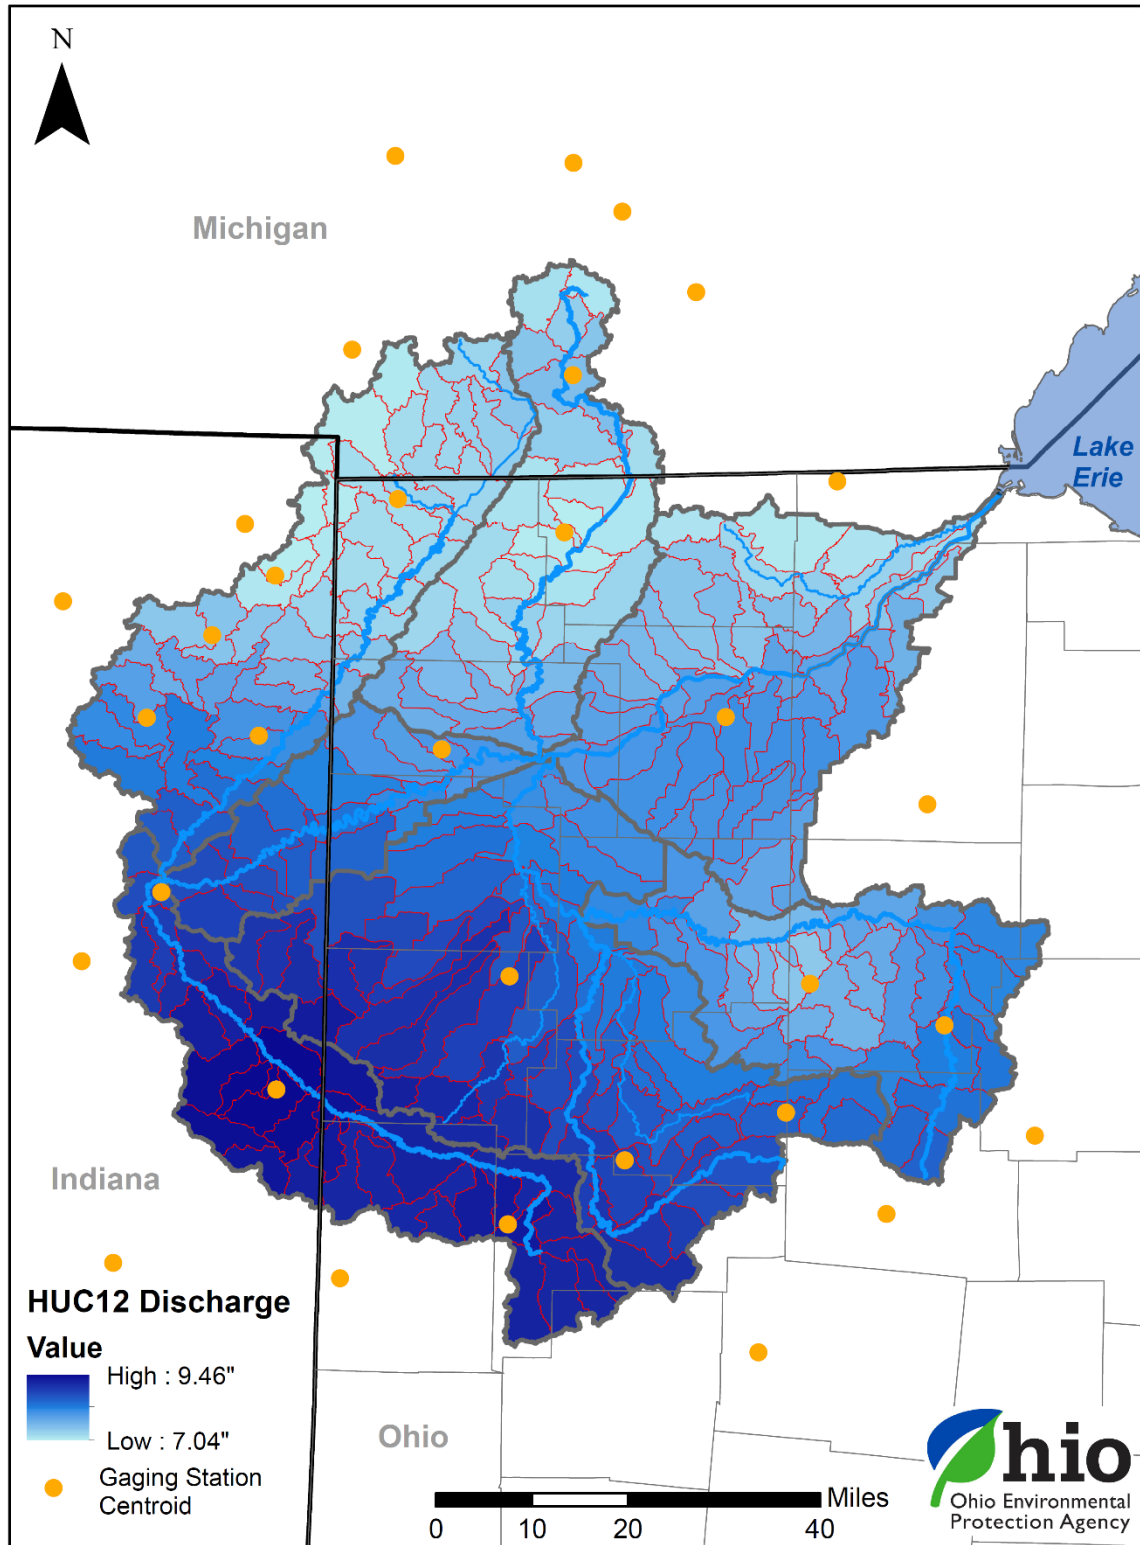 N
Michigan
Lake
Erie
Indiana
HUC12 Discharge
Value
High : 9.46"
Low : 7.04"
Gaging Station
Centroid
Ohio
Miles
0 10 20 40
Ohio
Ohio Environmental
Protection Agency